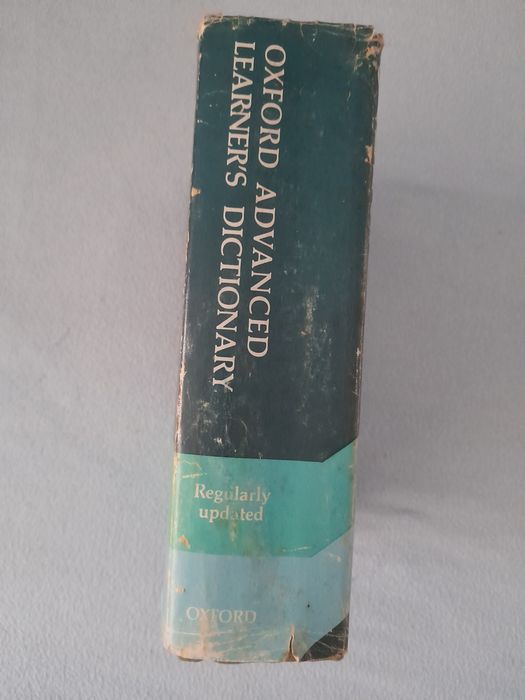 OXFORD ADVANCED
LEARNER'S DICTIONARY
Regularly
updated
OXFORD